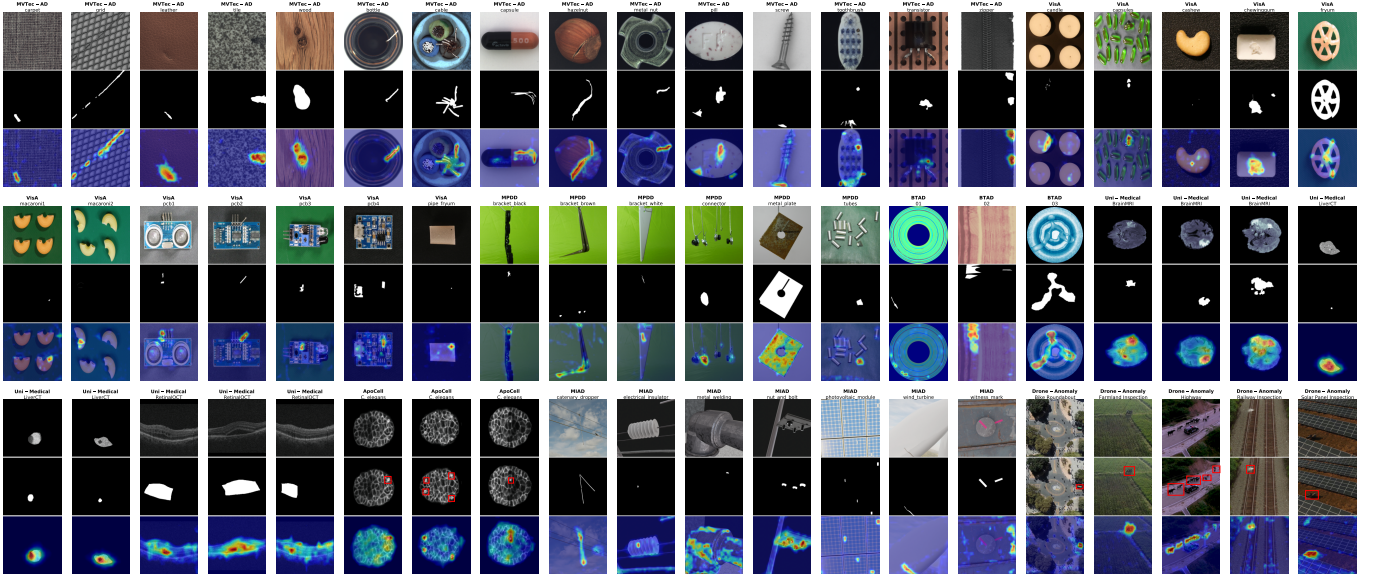 MVTec−AD MVTec−AD MVTec−AD MVTec−AD MVTec−AD MVTec−AD MVTec−AD MVTec−AD MVTec−AD MVTec−AD MVTec−AD MVTec−AD MVTec−AD MVTec−AD MVTec−AD VisA VisA VisA VisA VisA
carpet grid leather tile wood bottle cable capsule hazelnut metal nut pill screw toothbrush transistor zipper candle capsules cashew chewinggum fryum
500
VisA VisA VisA VisA VisA VisA VisA MPDD MPDD MPDD MPDD MPDD MPDD BTAD BTAD BTAD Uni−Medical Uni−Medical Uni−Medical Uni−Medical
macaroni1 macaroni2 pcb1 pcb2 pcb3 pcb4 pipe fryum bracket_black bracket_brown bracket_white connector metal_plate tubes 01 02 03 BrainMRI BrainMRI BrainMRI LiverCT
Uni−Medical Uni−Medical Uni−Medical Uni−Medical Uni−Medical ApoCell ApoCell ApoCell MIAD MIAD MIAD MIAD MIAD MIAD MIAD Drone−Anomaly Drone−Anomaly Drone−Anomaly Drone−Anomaly Drone−Anomaly
LiverCT LiverCT RetinalOCT RetinalOCT RetinalOCT C. elegans C. elegans C. elegans catenary_dropper electrical_insulator metal_welding nut_and_bolt photovoltaic_module wind_turbine witness_mark Bike Roundabout Farmland Inspection Highway Railway Inspection Solar Panel Inspection